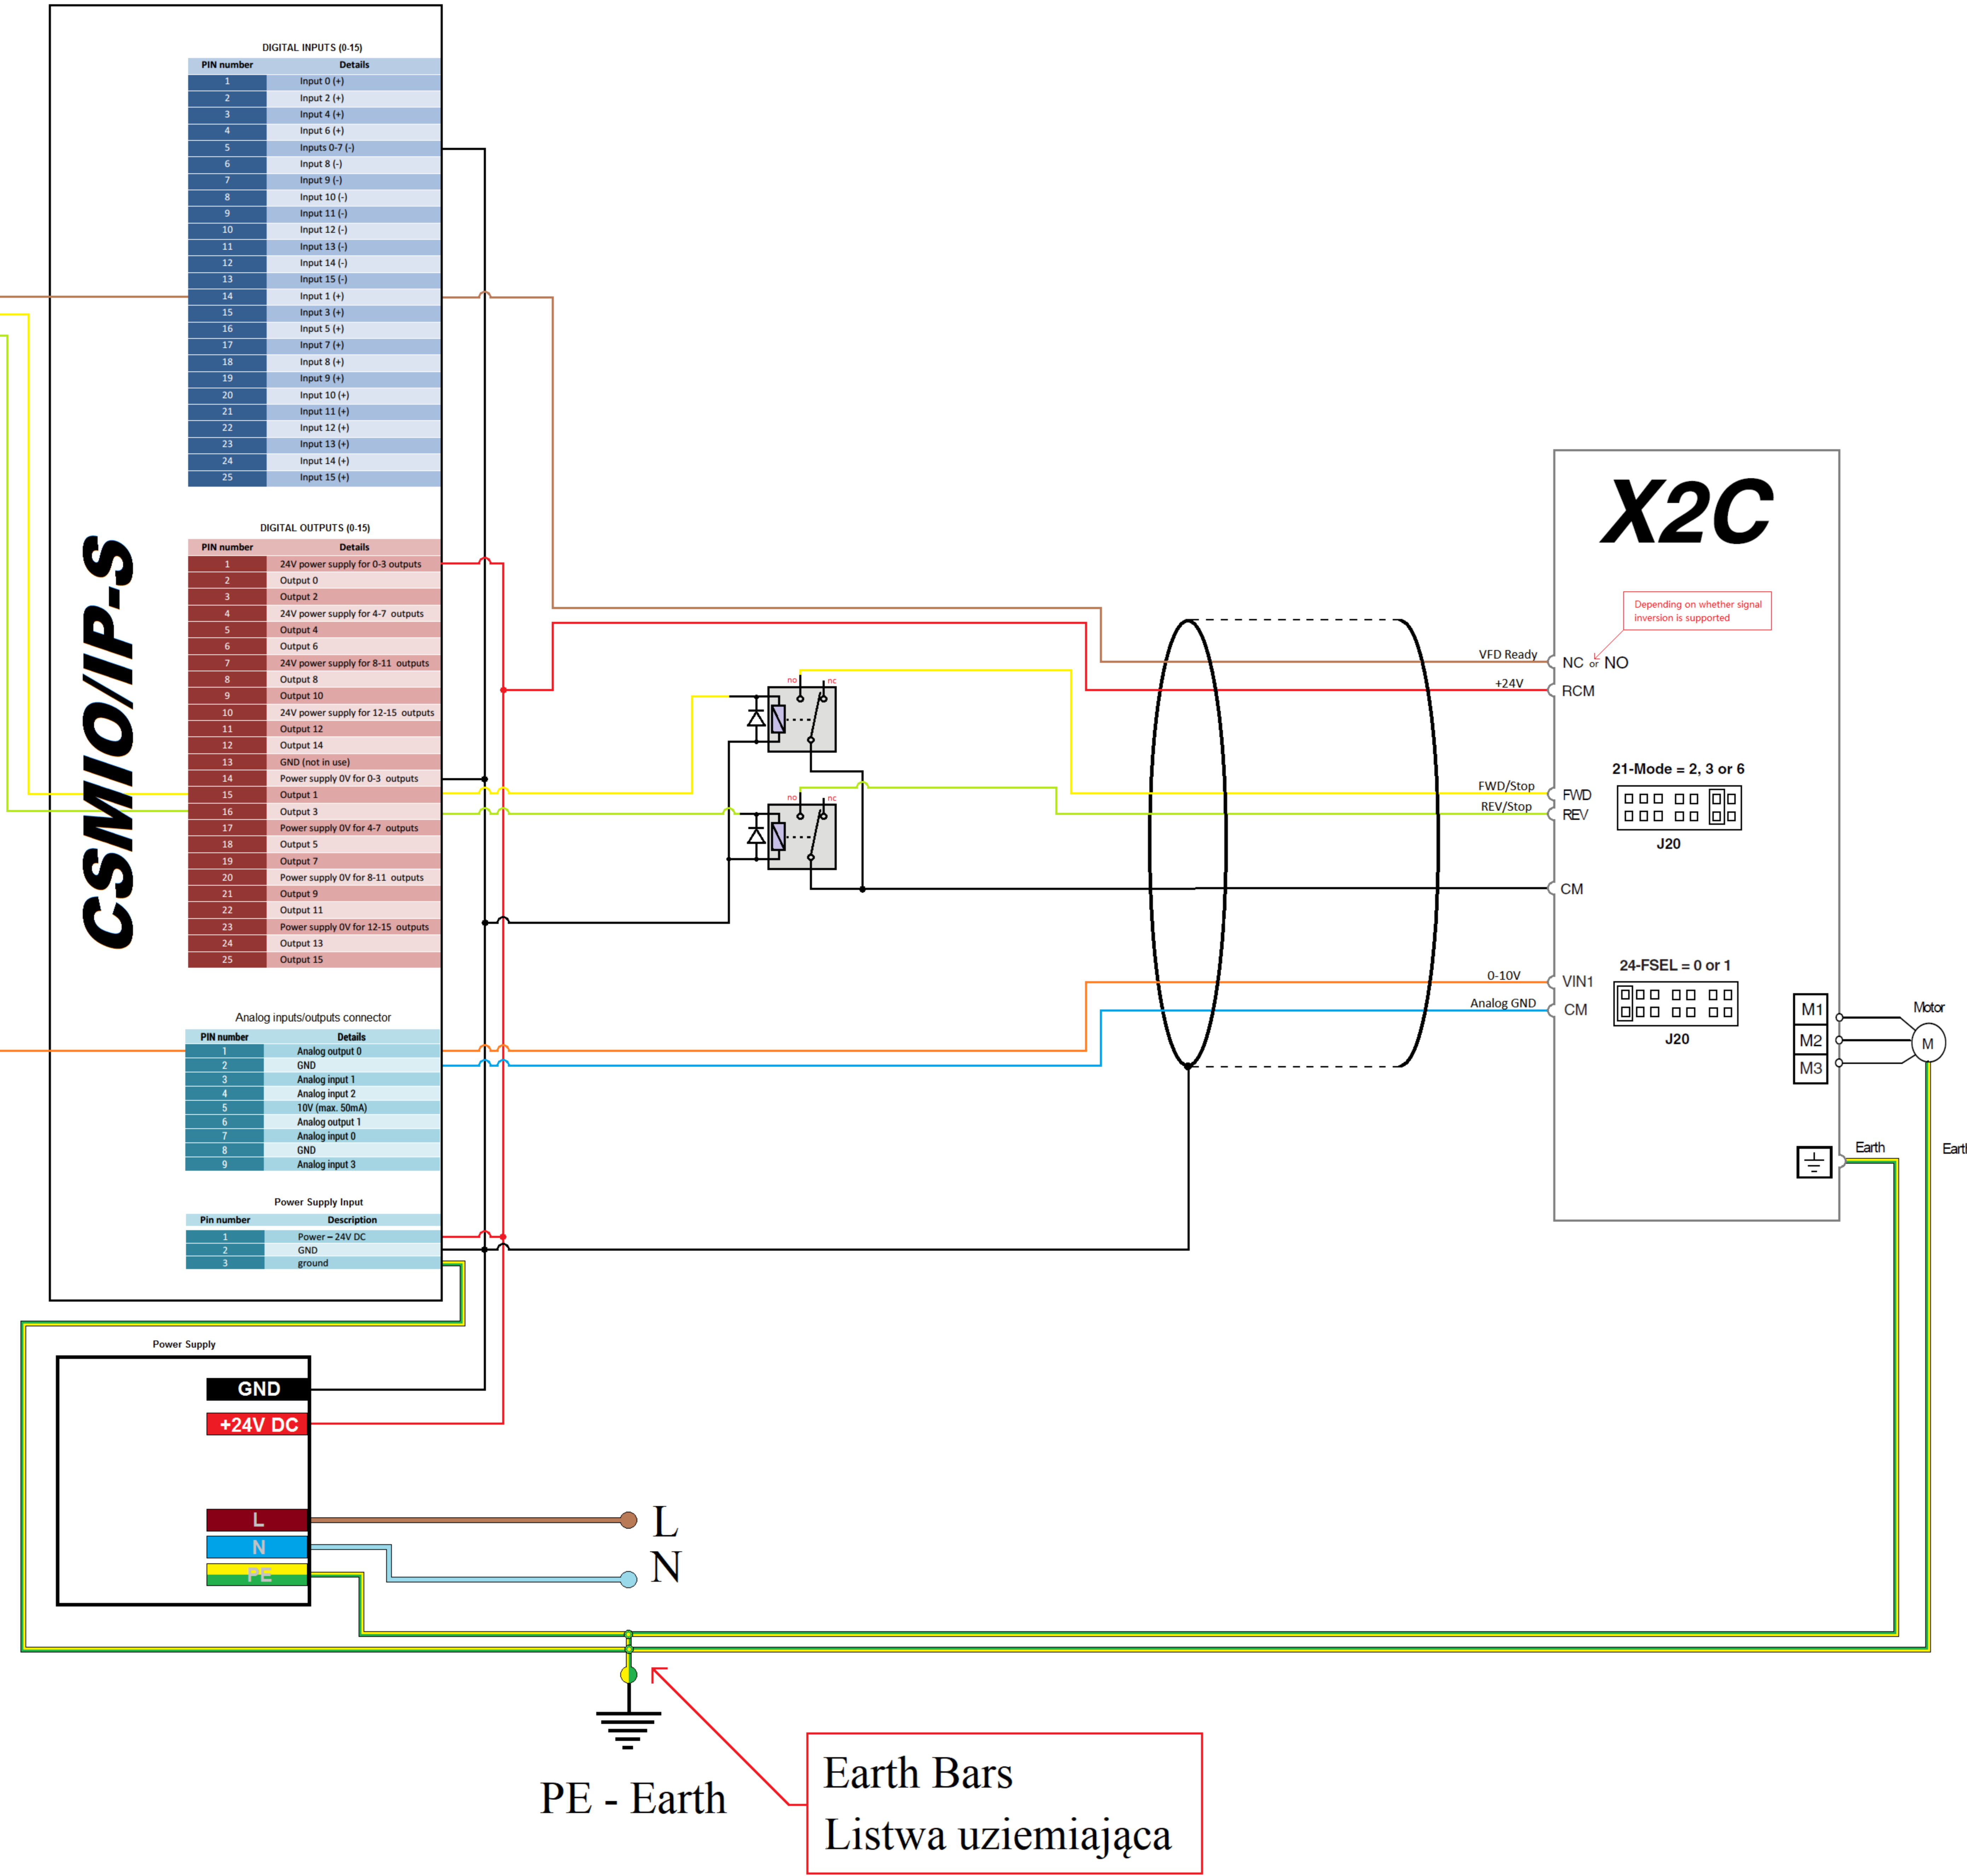 DIGITAL INPUTS (0-15)
PIN number Details
1 Input 0 (+)
2 Input 2 (+)
3 Input 4 (+)
4 Input 6 (+)
5 Inputs 0-7 (-)
6 Input 8 (-)
7 Input 9 (-)
8 Input 10 (-)
9 Input 11 (-)
10 Input 12 (-)
11 Input 13 (-)
12 Input 14 (-)
13 Input 15 (-)
14 Input 1 (+)
15 Input 3 (+)
16 Input 5 (+)
17 Input 7 (+)
18 Input 8 (+)
19 Input 9 (+)
20 Input 10 (+)
21 Input 11 (+)
22 Input 12 (+)
23 Input 13 (+)
24 Input 14 (+)
25 Input 15 (+)
CSMIO/IP-S
DIGITAL OUTPUTS (0-15)
PIN number Details
1 24V power supply for 0-3 outputs
2 Output 0
3 Output 2
4 24V power supply for 4-7 outputs
5 Output 4
6 Output 6
7 24V power supply for 8-11 outputs
8 Output 8
9 Output 10
10 24V power supply for 12-15 outputs
11 Output 12
12 Output 14
13 GND (not in use)
14 Power supply 0V for 0-3 outputs
15 Output 1
16 Output 3
17 Power supply 0V for 4-7 outputs
18 Output 5
19 Output 7
20 Power supply 0V for 8-11 outputs
21 Output 9
22 Output 11
23 Power supply 0V for 12-15 outputs
24 Output 13
25 Output 15
Analog inputs/outputs connector
PIN number Details
1 Analog output 0
2 GND
3 Analog input 1
4 Analog input 2
5 10V (max. 50mA)
6 Analog output 1
7 Analog input 0
8 GND
9 Analog input 3
Power Supply Input
Pin number Description
1 Power – 24V DC
2 GND
3 ground
Power Supply
GND
+24V DC
L
N
PE
L
N
no nc
no nc
X2C
Depending on whether signal
inversion is supported
VFD Ready NC or NO
+24V RCM
21-Mode = 2, 3 or 6
FWD/Stop FWD
REV/Stop REV
J20
CM
24-FSEL = 0 or 1
0-10V VIN1
Analog GND CM
J20
M1
M2
M3
Motor
M
Earth
Eart
PE - Earth
Earth Bars
Listwa uziemiająca